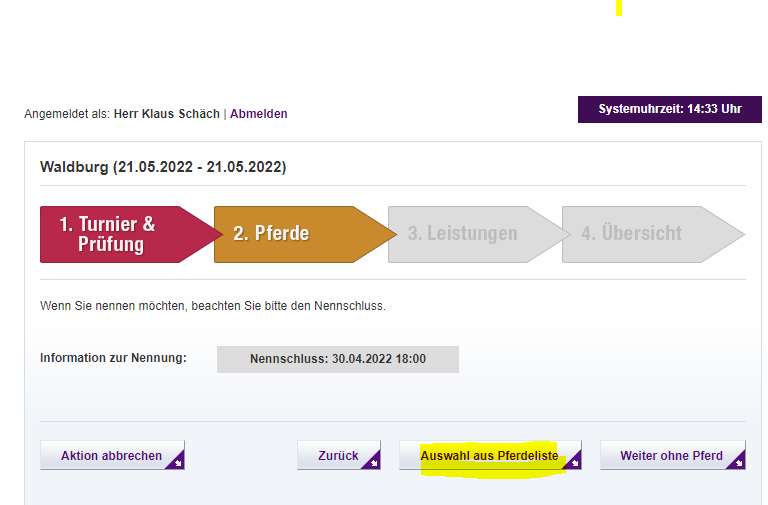 Angemeldet als: Herr Klaus Schäch | Abmelden
Systemuhrzeit: 14:33 Uhr
Waldburg (21.05.2022 - 21.05.2022)
1. Turnier &
Prüfung
2. Pferde
3. Leistungen
4. Übersicht
Wenn Sie nennen möchten, beachten Sie bitte den Nennschluss.
Information zur Nennung:
Nennschluss: 30.04.2022 18:00
Aktion abbrechen
Zurück
Auswahl aus Pferdeliste
Weiter ohne Pferd